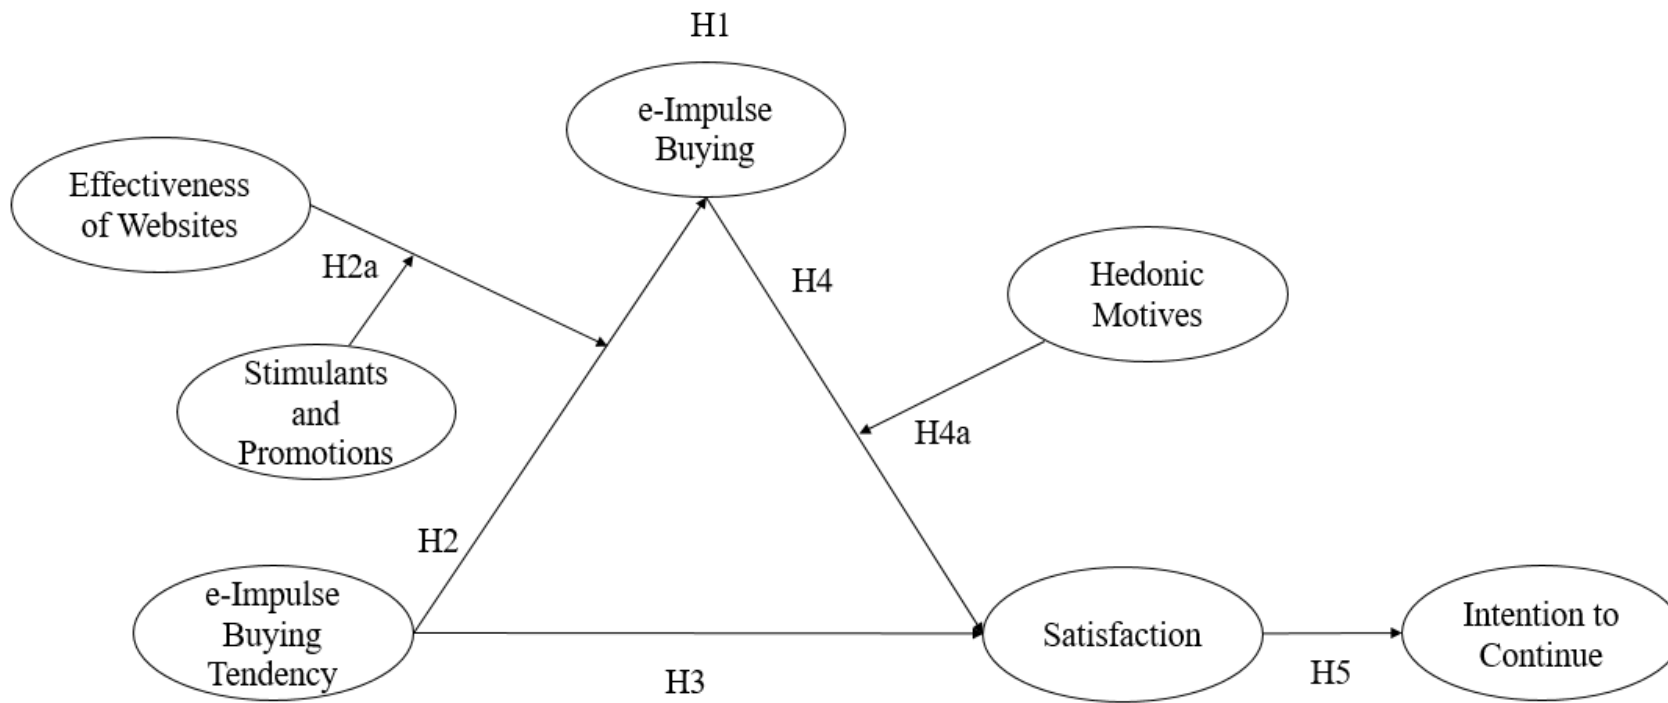 H1
e-Impulse
Buying
Effectiveness
of Websites
H2a
H4
Hedonic
Motives
Stimulants
and
Promotions
H4a
H2
e-Impulse
Buying
Tendency
Satisfaction
Intention to
Continue
H3
H5